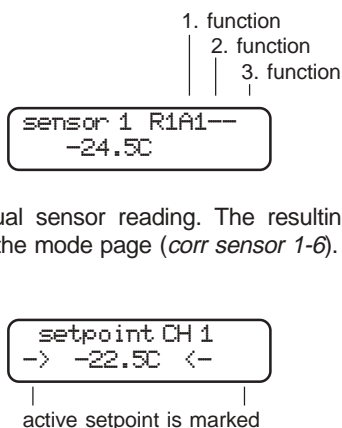 1. function
2. function
3. function
sensor 1 R1A1--
-24.5C
ual sensor reading. The resultin
the mode page (corr sensor 1-6).
setpoint CH 1
-> -22.5C <-
active setpoint is marked